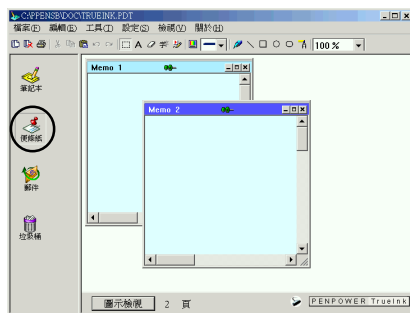 C:\PPENSB\DOC\TRUEINK.PDT
檔案(F) 編輯(E) 工具(T) 設定(S) 檢視(V) 關於(H)
100 %
筆記本
便條紙
郵件
垃圾桶
Memo 1
Memo 2
圖示檢視 2 頁
PENPOWER TrueInk